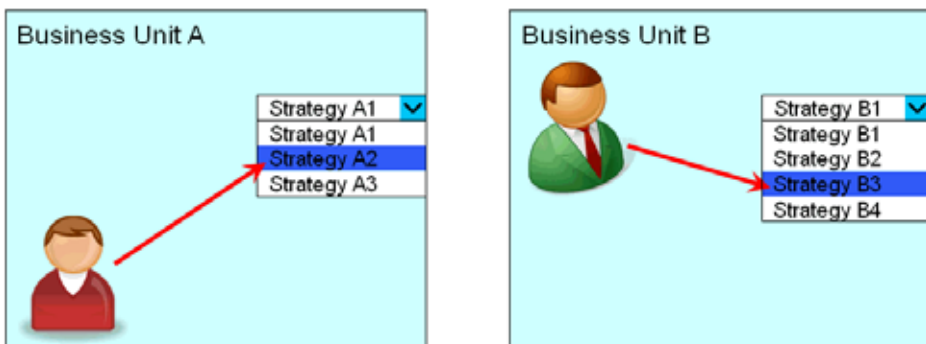 Business Unit A
Strategy A1
Strategy A1
Strategy A2
Strategy A3
Business Unit B
Strategy B1
Strategy B1
Strategy B2
Strategy B3
Strategy B4